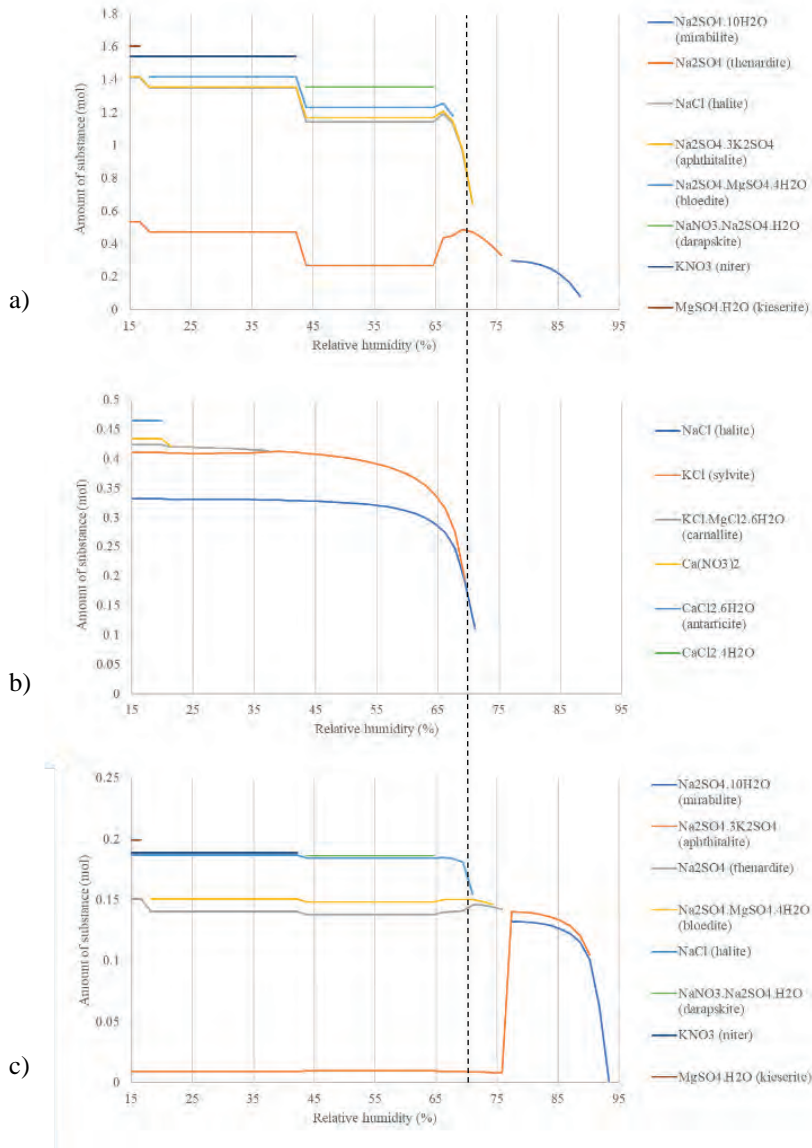 a)
Amount of substance (mol)
1.8
1.6
1.4
1.2
1
0.8
0.6
0.4
0.2
0
15 25 35 45 55 65 75 85 95
Relative humidity (%)
Na2SO4.10H2O
(mirabilite)
Na2SO4 (thenardite)
NaCl (halite)
Na2SO4.3K2SO4
(aphthitalite)
Na2SO4.MgSO4.4H2O
(bloedite)
NaNO3.Na2SO4.H2O
(darapskite)
KNO3 (niter)
MgSO4.H2O (kieserite)
b)
Amount of substance (mol)
0.5
0.45
0.4
0.35
0.3
0.25
0.2
0.15
0.1
0.05
0
15 25 35 45 55 65 75 85 95
Relative humidity (%)
NaCl (halite)
KCl (sylvite)
KCl.MgCl2.6H2O
(carnallite)
Ca(NO3)2
CaCl2.6H2O
(antarticite)
CaCl2.4H2O
c)
Amount of substance (mol)
0.25
0.2
0.15
0.1
0.05
0
15 25 35 45 55 65 75 85 95
Relative humidity (%)
Na2SO4.10H2O
(mirabilite)
Na2SO4.3K2SO4
(aphthitalite)
Na2SO4 (thenardite)
Na2SO4.MgSO4.4H2O
(bloedite)
NaCl (halite)
NaNO3.Na2SO4.H2O
(darapskite)
KNO3 (niter)
MgSO4.H2O (kieserite)